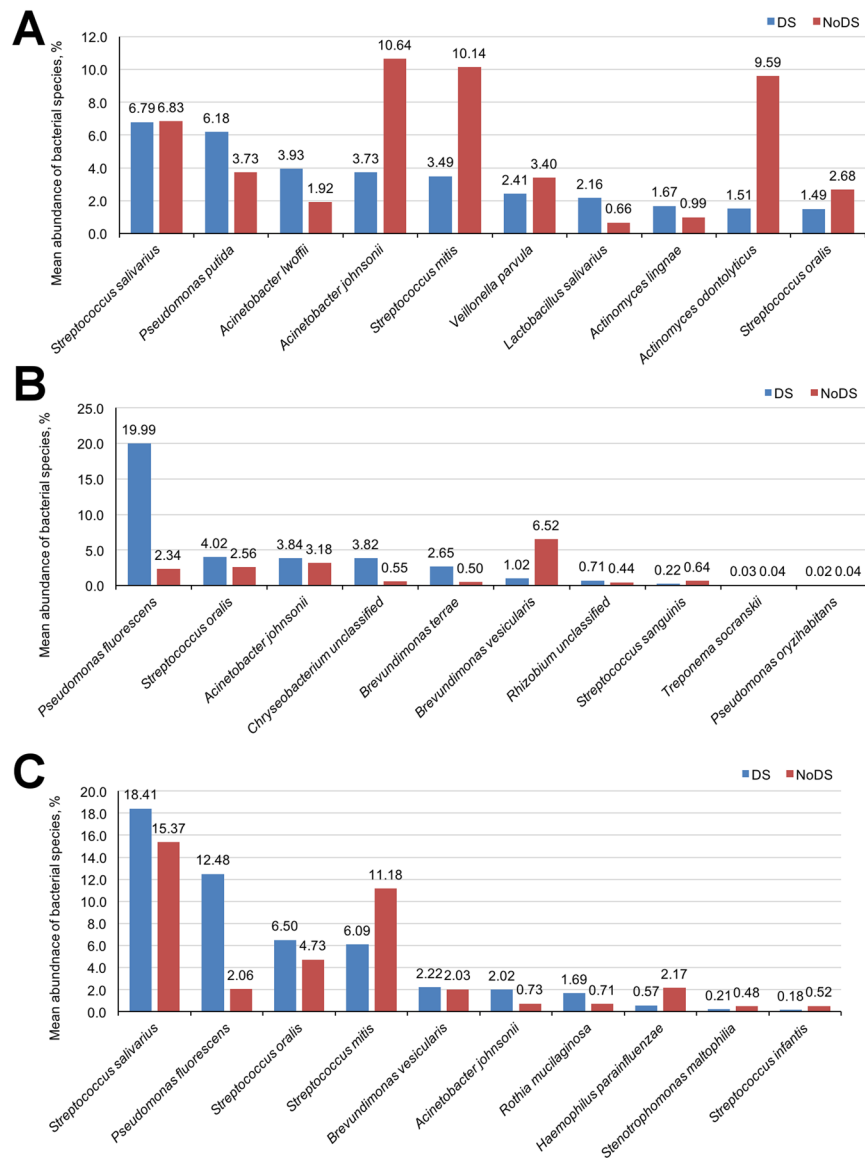 A
DS NoDS
Mean abundance of bacterial species, %
12.0
10.0
8.0
6.0
4.0
2.0
0.0
6.79 6.83
6.18 3.73
3.93 1.92
3.73 10.64
3.49 10.14
2.41 3.40
2.16 0.66
1.67 0.99
1.51 9.59
1.49 2.68
Streptococcus salivarius
Pseudomonas putida
Acinetobacter lwoffii
Acinetobacter johnsonii
Streptococcus mitis
Veillonella parvula
Lactobacillus salivarius
Actinomyces lingnae
Actinomyces odontolyticus
Streptococcus oralis
B
DS NoDS
Mean abundance of bacterial species, %
25.0
20.0
15.0
10.0
5.0
0.0
19.99 2.34
4.02 2.56
3.84 3.18
3.82 0.55
2.65 0.50
1.02 6.52
0.71 0.44
0.22 0.64
0.03 0.04
0.02 0.04
Pseudomonas fluorescens
Streptococcus oralis
Acinetobacter johnsonii
Chryseobacterium unclassified
Brevundimonas terrae
Brevundimonas vesicularis
Rhizobium unclassified
Streptococcus sanguinis
Treponema socranskii
Pseudomonas oryzihabitans
C
DS NoDS
Mean abundnace of bacterial species, %
20.0
18.0
16.0
14.0
12.0
10.0
8.0
6.0
4.0
2.0
0.0
18.41 15.37
12.48 2.06
6.50 4.73
6.09 11.18
2.22 2.03
2.02 0.73
1.69 0.71
0.57 2.17
0.21 0.48
0.18 0.52
Streptococcus salivarius
Pseudomonas fluorescens
Streptococcus oralis
Streptococcus mitis
Brevundimonas vesicularis
Acinetobacter johnsonii
Rothia mucilaginosa
Haemophilus parainfluenzae
Stenotrophomonas maltophilia
Streptococcus infantis